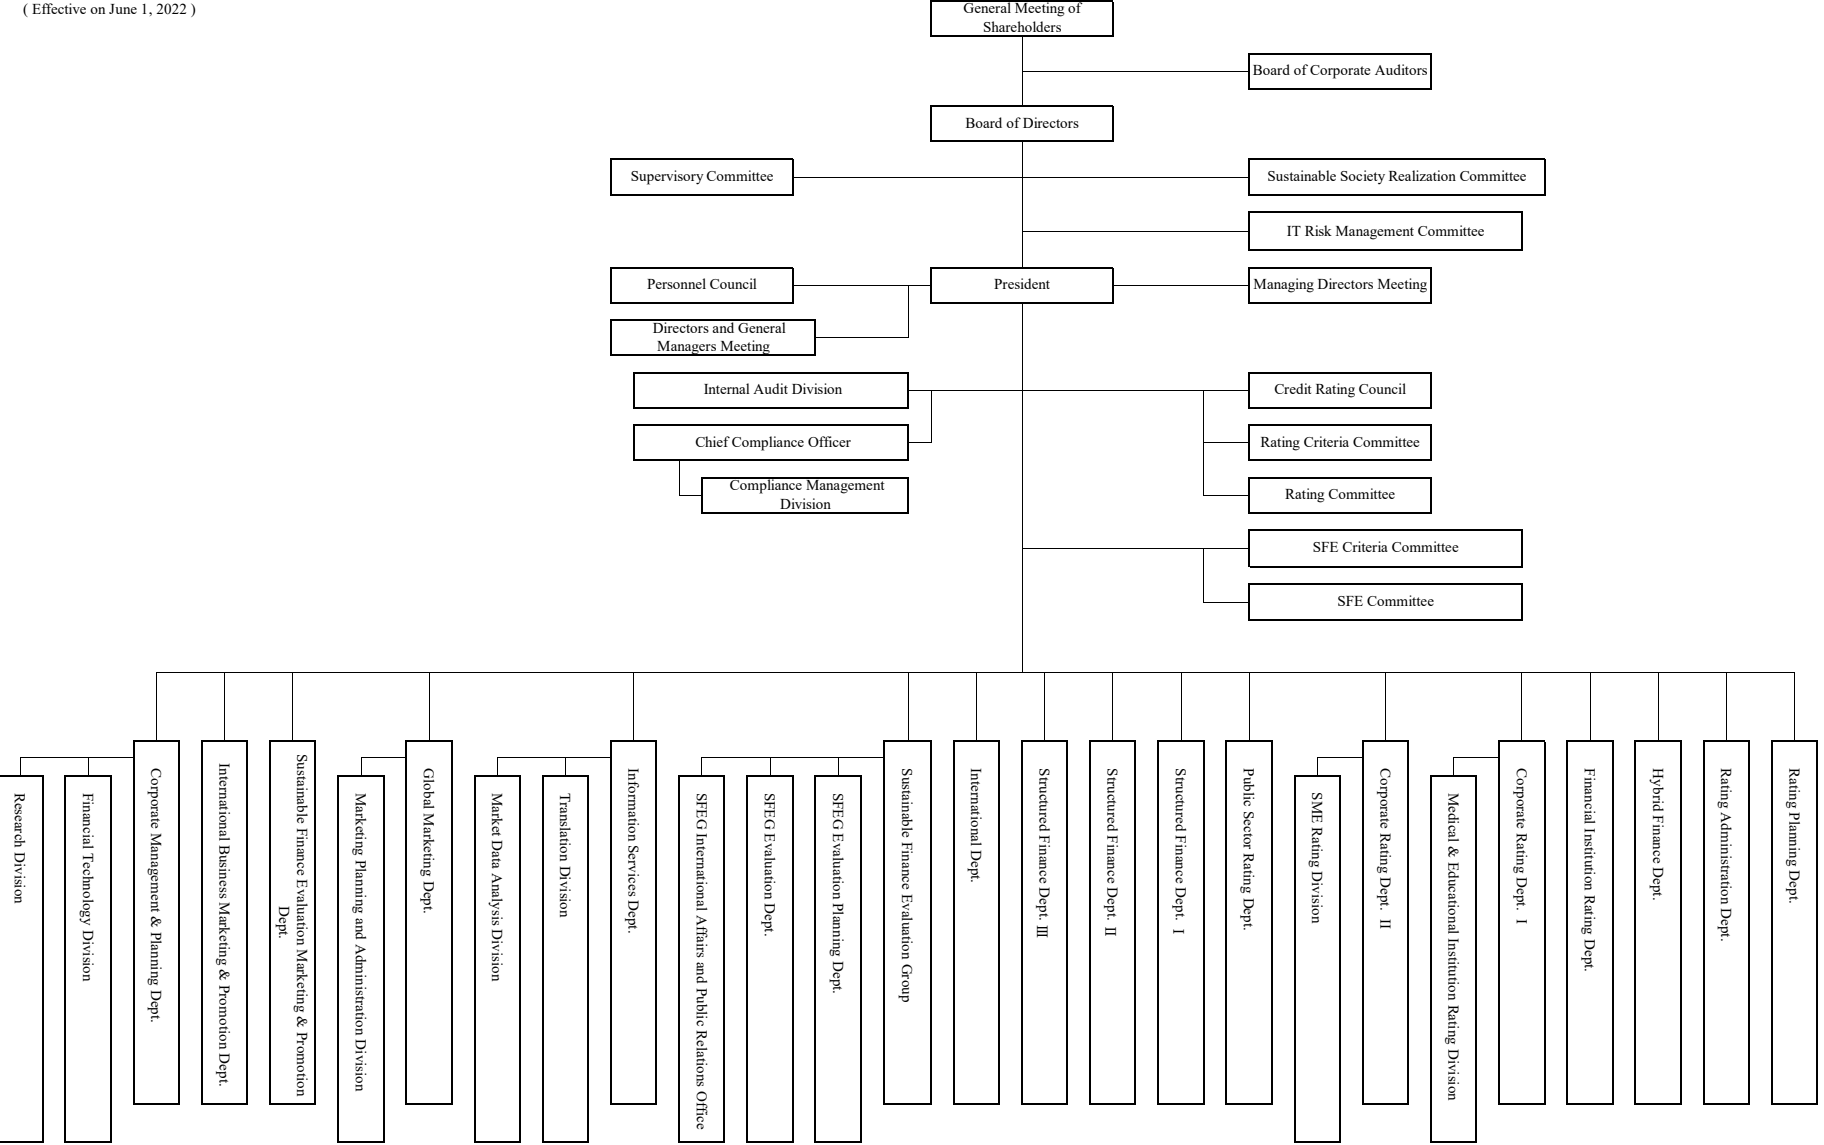 ( Effective on June 1, 2022 )
General Meeting of
Shareholders
Board of Corporate Auditors
Board of Directors
Supervisory Committee
Sustainable Society Realization Committee
IT Risk Management Committee
Personnel Council
President
Managing Directors Meeting
Directors and General
Managers Meeting
Internal Audit Division
Credit Rating Council
Chief Compliance Officer
Rating Criteria Committee
Compliance Management
Division
Rating Committee
SFE Criteria Committee
SFE Committee
Research Division
Financial Technology Division
Corporate Management & Planning Dept.
International Business Marketing & Promotion Dept.
Sustainable Finance Evaluation Marketing & Promotion
Dept.
Marketing Planning and Administration Division
Global Marketing Dept.
Market Data Analysis Division
Translation Division
Information Services Dept.
SFEG International Affairs and Public Relations Office
SFEG Evaluation Dept.
SFEG Evaluation Planning Dept.
Sustainable Finance Evaluation Group
International Dept.
Structured Finance Dept. Ⅲ
Structured Finance Dept. Ⅱ
Structured Finance Dept. Ⅰ
Public Sector Rating Dept.
SME Rating Division
Corporate Rating Dept. Ⅱ
Medical & Educational Institution Rating Division
Corporate Rating Dept. Ⅰ
Financial Institution Rating Dept.
Hybrid Finance Dept.
Rating Administration Dept.
Rating Planning Dept.